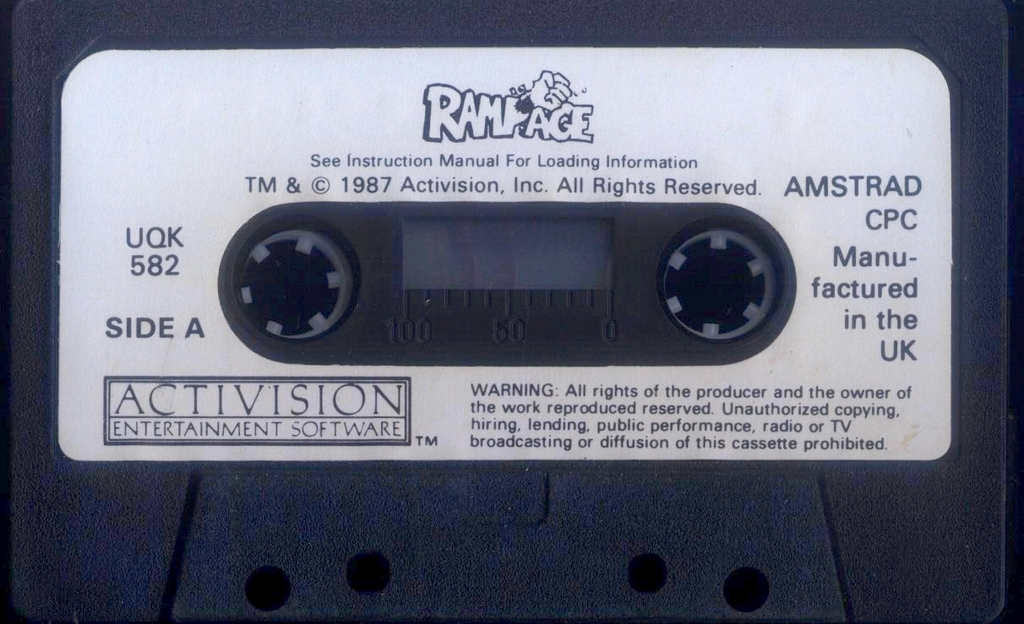 RAMPAGE
See Instruction Manual For Loading Information
TM & © 1987 Activision, Inc. All Rights Reserved.
AMSTRAD
CPC
Manu-
factured
in the
UK
UQK
582
SIDE A
100 50 0
ACTIVISION
ENTERTAINMENT SOFTWARE TM
WARNING: All rights of the producer and the owner of
the work reproduced reserved. Unauthorized copying,
hiring, lending, public performance, radio or TV
broadcasting or diffusion of this cassette prohibited.